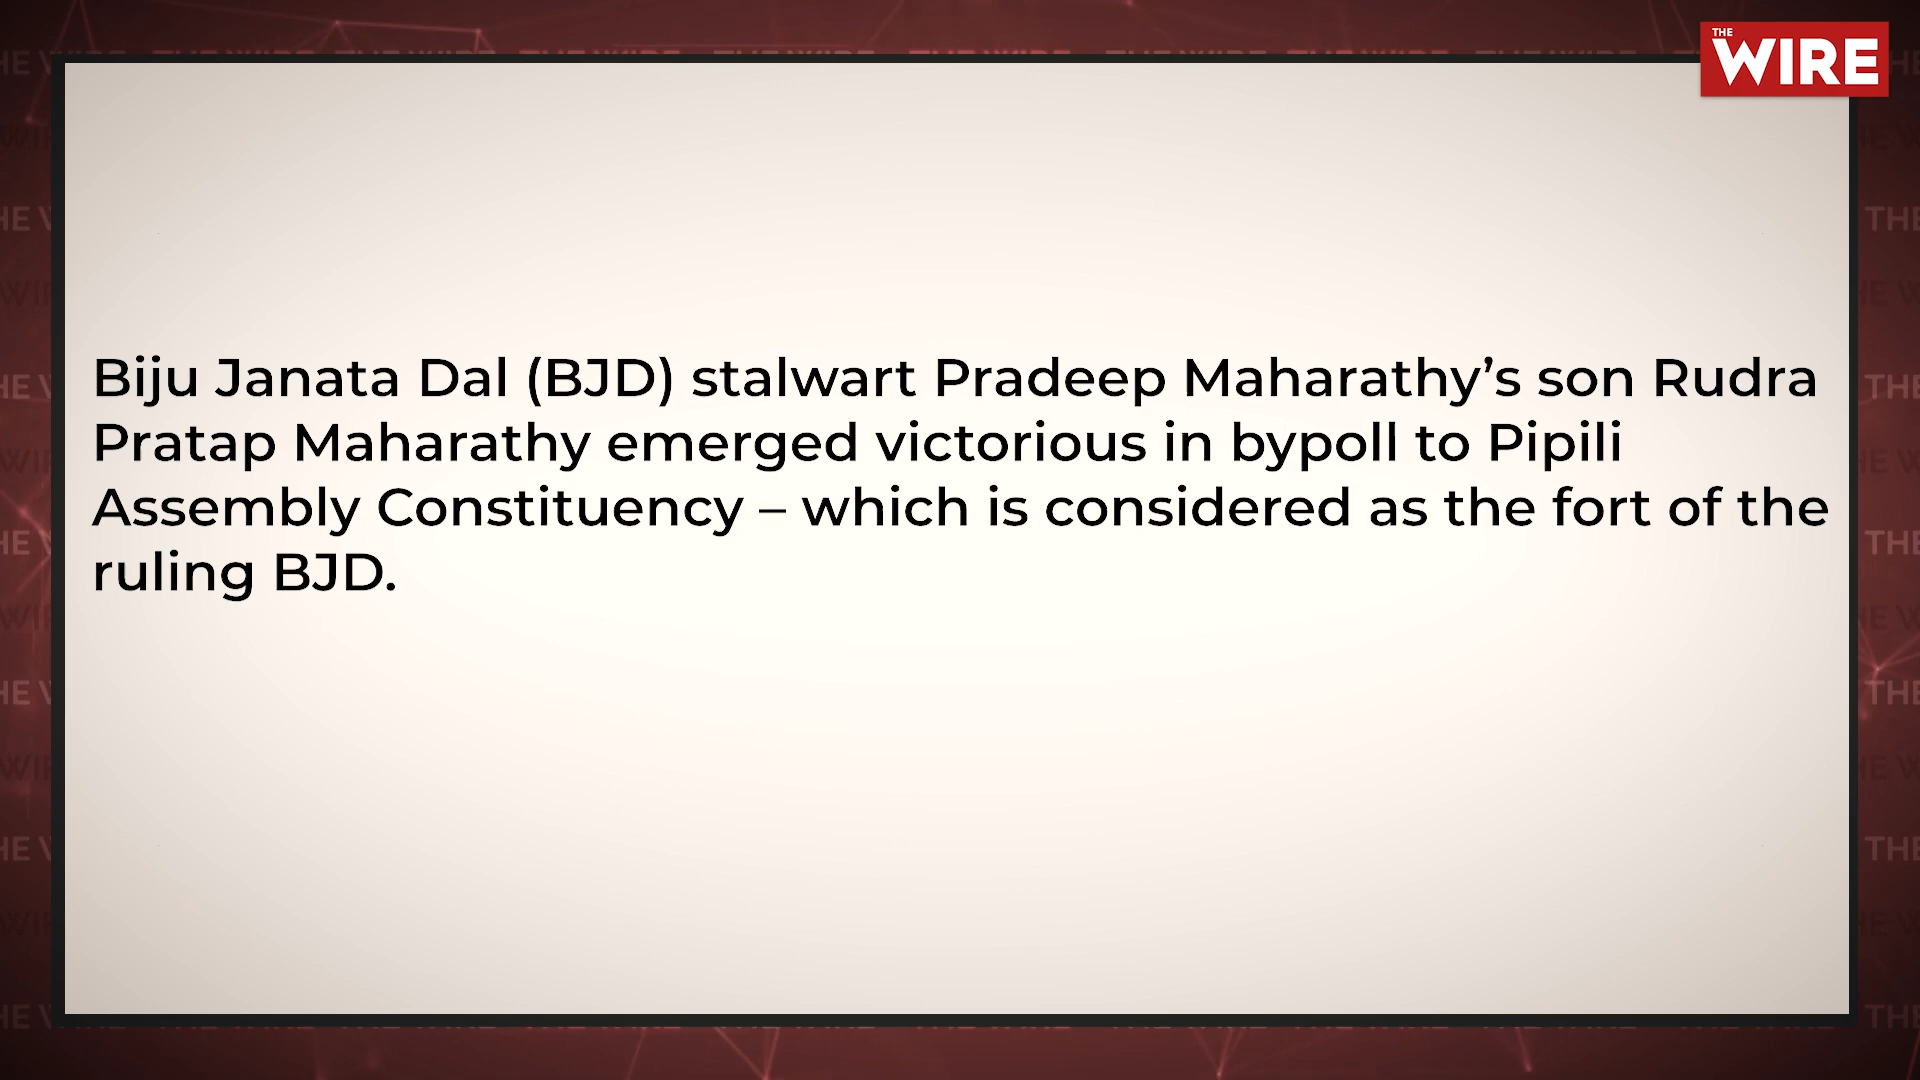 THE
WIRE
Biju Janata Dal (BJD) stalwart Pradeep Maharathy’s son Rudra
Pratap Maharathy emerged victorious in bypoll to Pipili
Assembly Constituency – which is considered as the fort of the
ruling BJD.